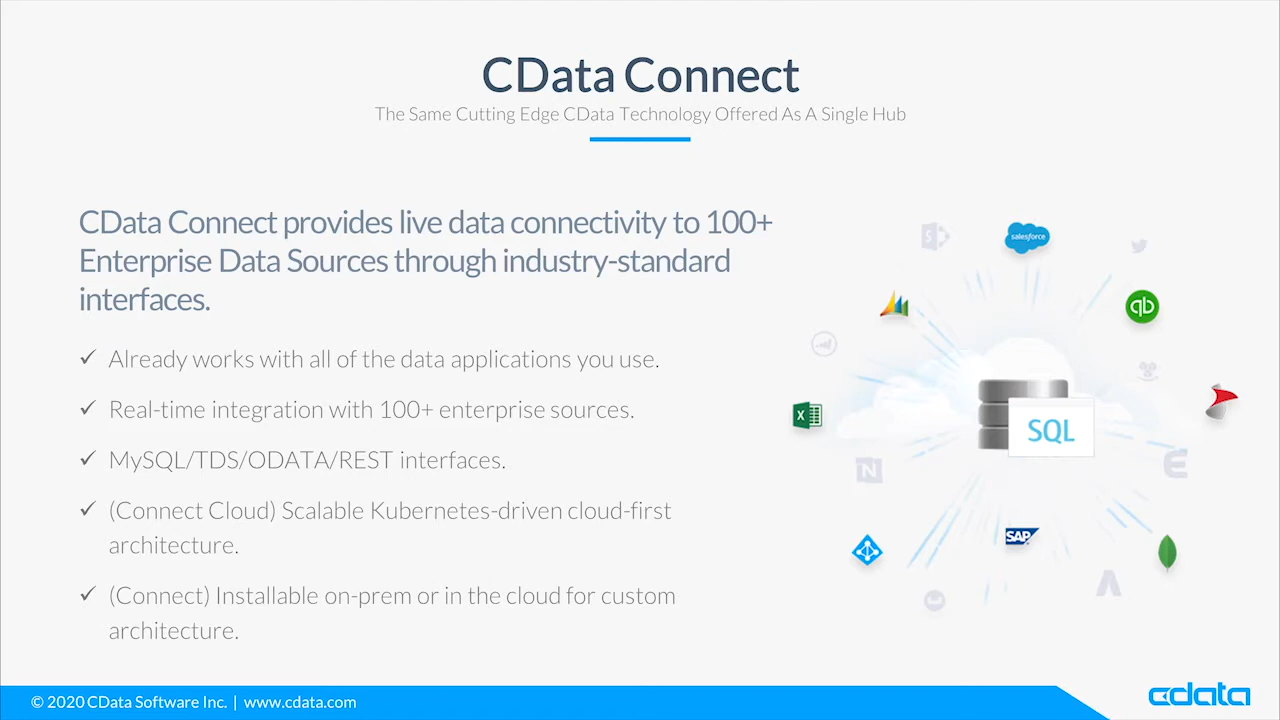 CData Connect
The Same Cutting Edge CData Technology Offered As A Single Hub
CData Connect provides live data connectivity to 100+
Enterprise Data Sources through industry-standard
interfaces.
✓ Already works with all of the data applications you use.
✓ Real-time integration with 100+ enterprise sources.
✓ MySQL/TDS/ODATA/REST interfaces.
✓ (Connect Cloud) Scalable Kubernetes-driven cloud-first
architecture.
✓ (Connect) Installable on-prem or in the cloud for custom
architecture.
salesforce
qb
X
SQL
N
SAP
© 2020 CData Software Inc. | www.cdata.com
cdata